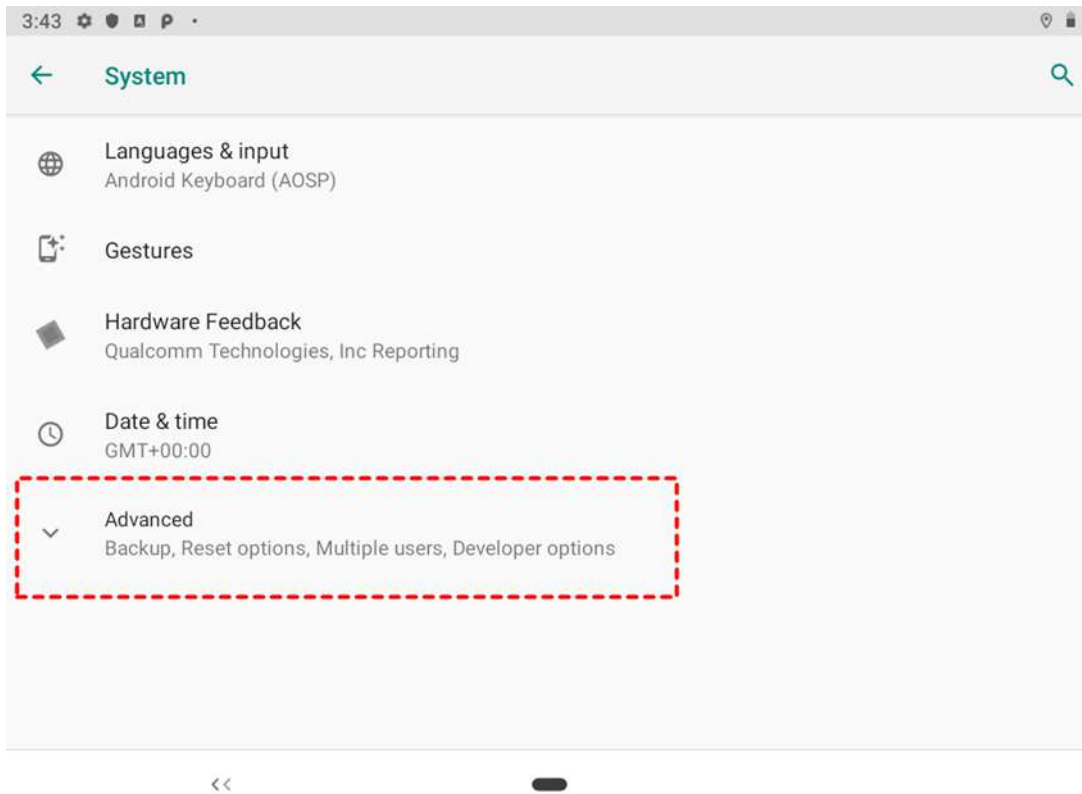 3:43
System
Languages & input
Android Keyboard (AOSP)
Gestures
Hardware Feedback
Qualcomm Technologies, Inc Reporting
Date & time
GMT+00:00
Advanced
Backup, Reset options, Multiple users, Developer options